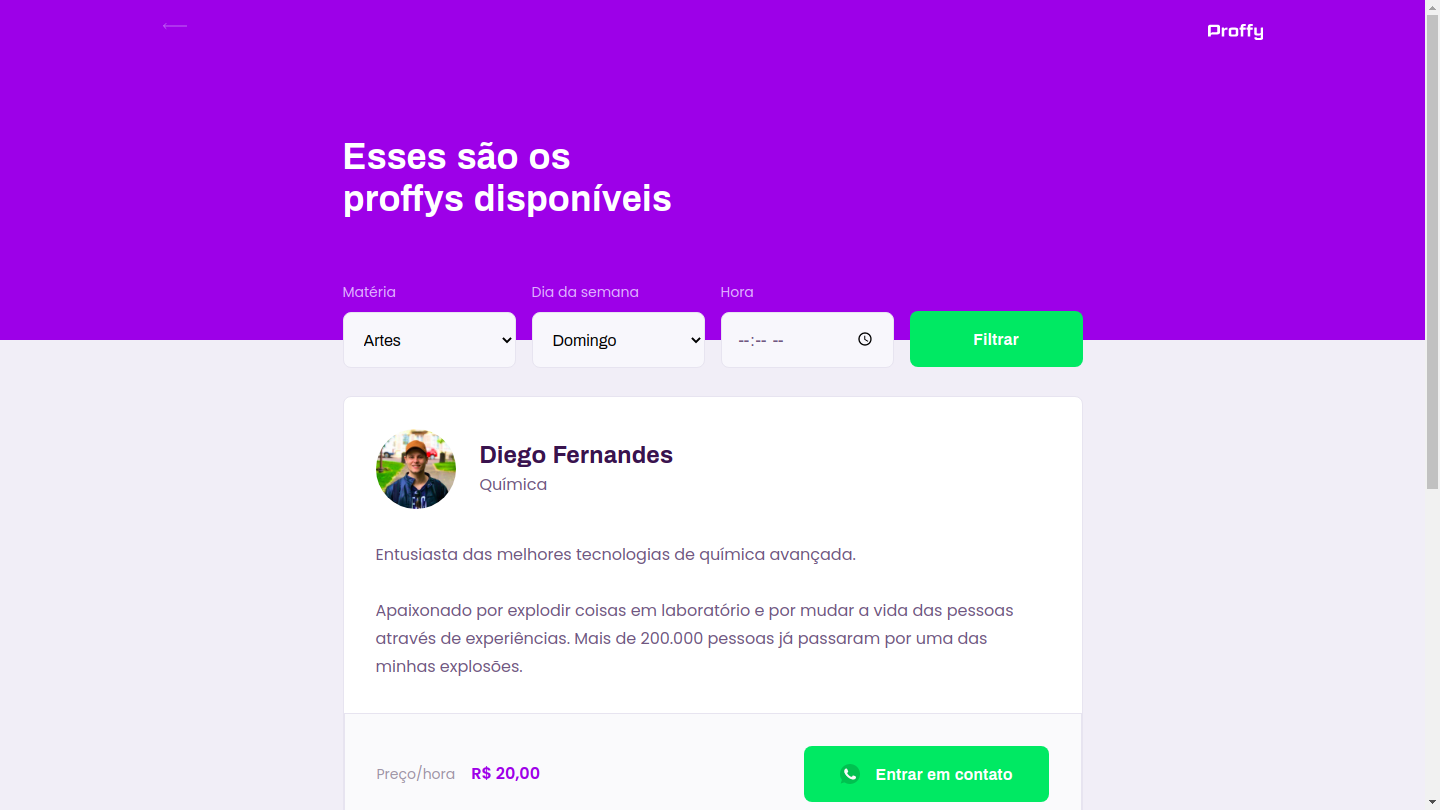 Proffy
Esses são os
proffys disponíveis
Matéria Dia da semana Hora
Artes Domingo --:-- -- Filtrar
Diego Fernandes
Química
Entusiasta das melhores tecnologias de química avançada.
Apaixonado por explodir coisas em laboratório e por mudar a vida das pessoas
através de experiências. Mais de 200.000 pessoas já passaram por uma das
minhas explosões.
Preço/hora R$ 20,00 Entrar em contato